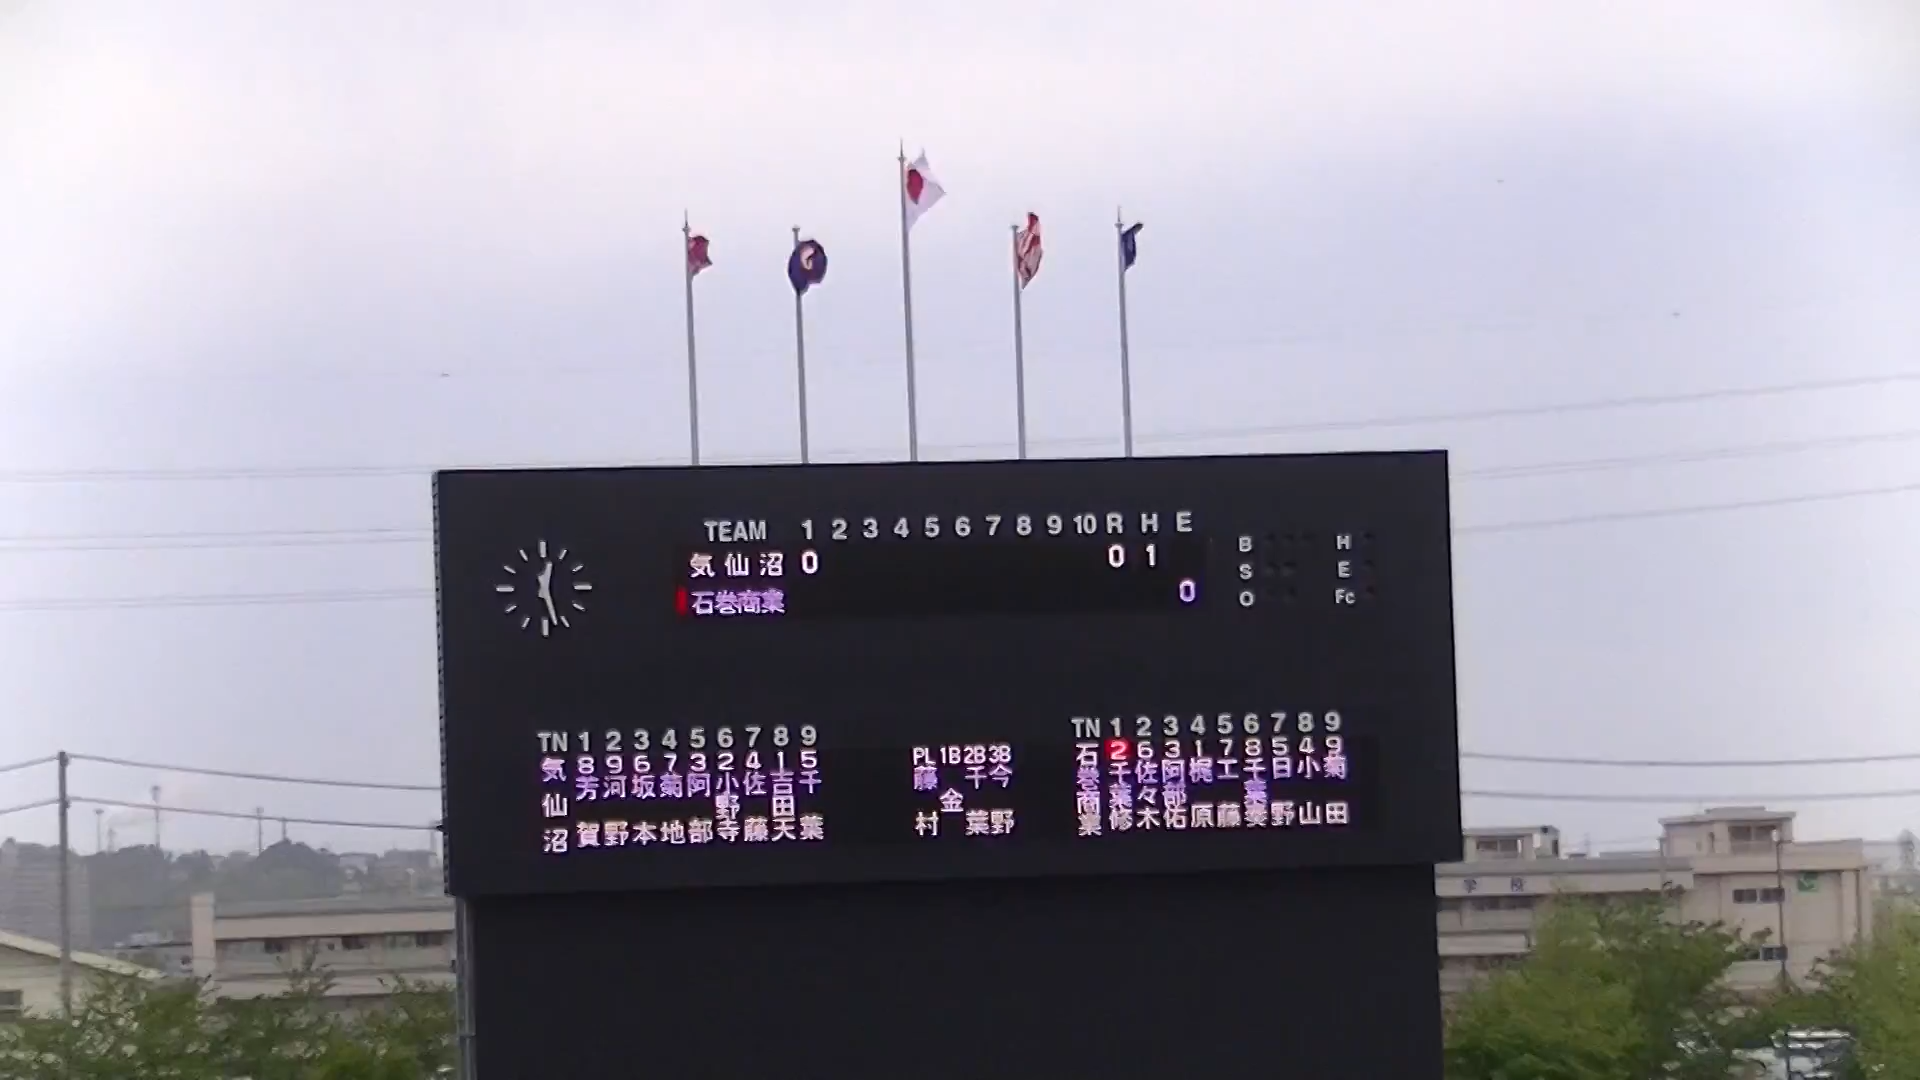 TEAM 1 2 3 4 5 6 7 8 9 10 R H E
気仙沼 0 0 1
石巻商業 0
B H
S E
O Fc
TN 1 2 3 4 5 6 7 8 9
気仙沼
8 9 6 7 3 2 4 1 5
芳賀 河野 坂本 菊地 阿部 小野寺 佐藤 吉田天 千葉
PL 1B 2B 3B
藤村 金 千葉 今野
TN 1 2 3 4 5 6 7 8 9
石巻商業
2 6 3 1 7 8 5 4 9
千葉修 佐々木 阿部佑 梶原 工藤 千葉 日野 小山 菊田
学校